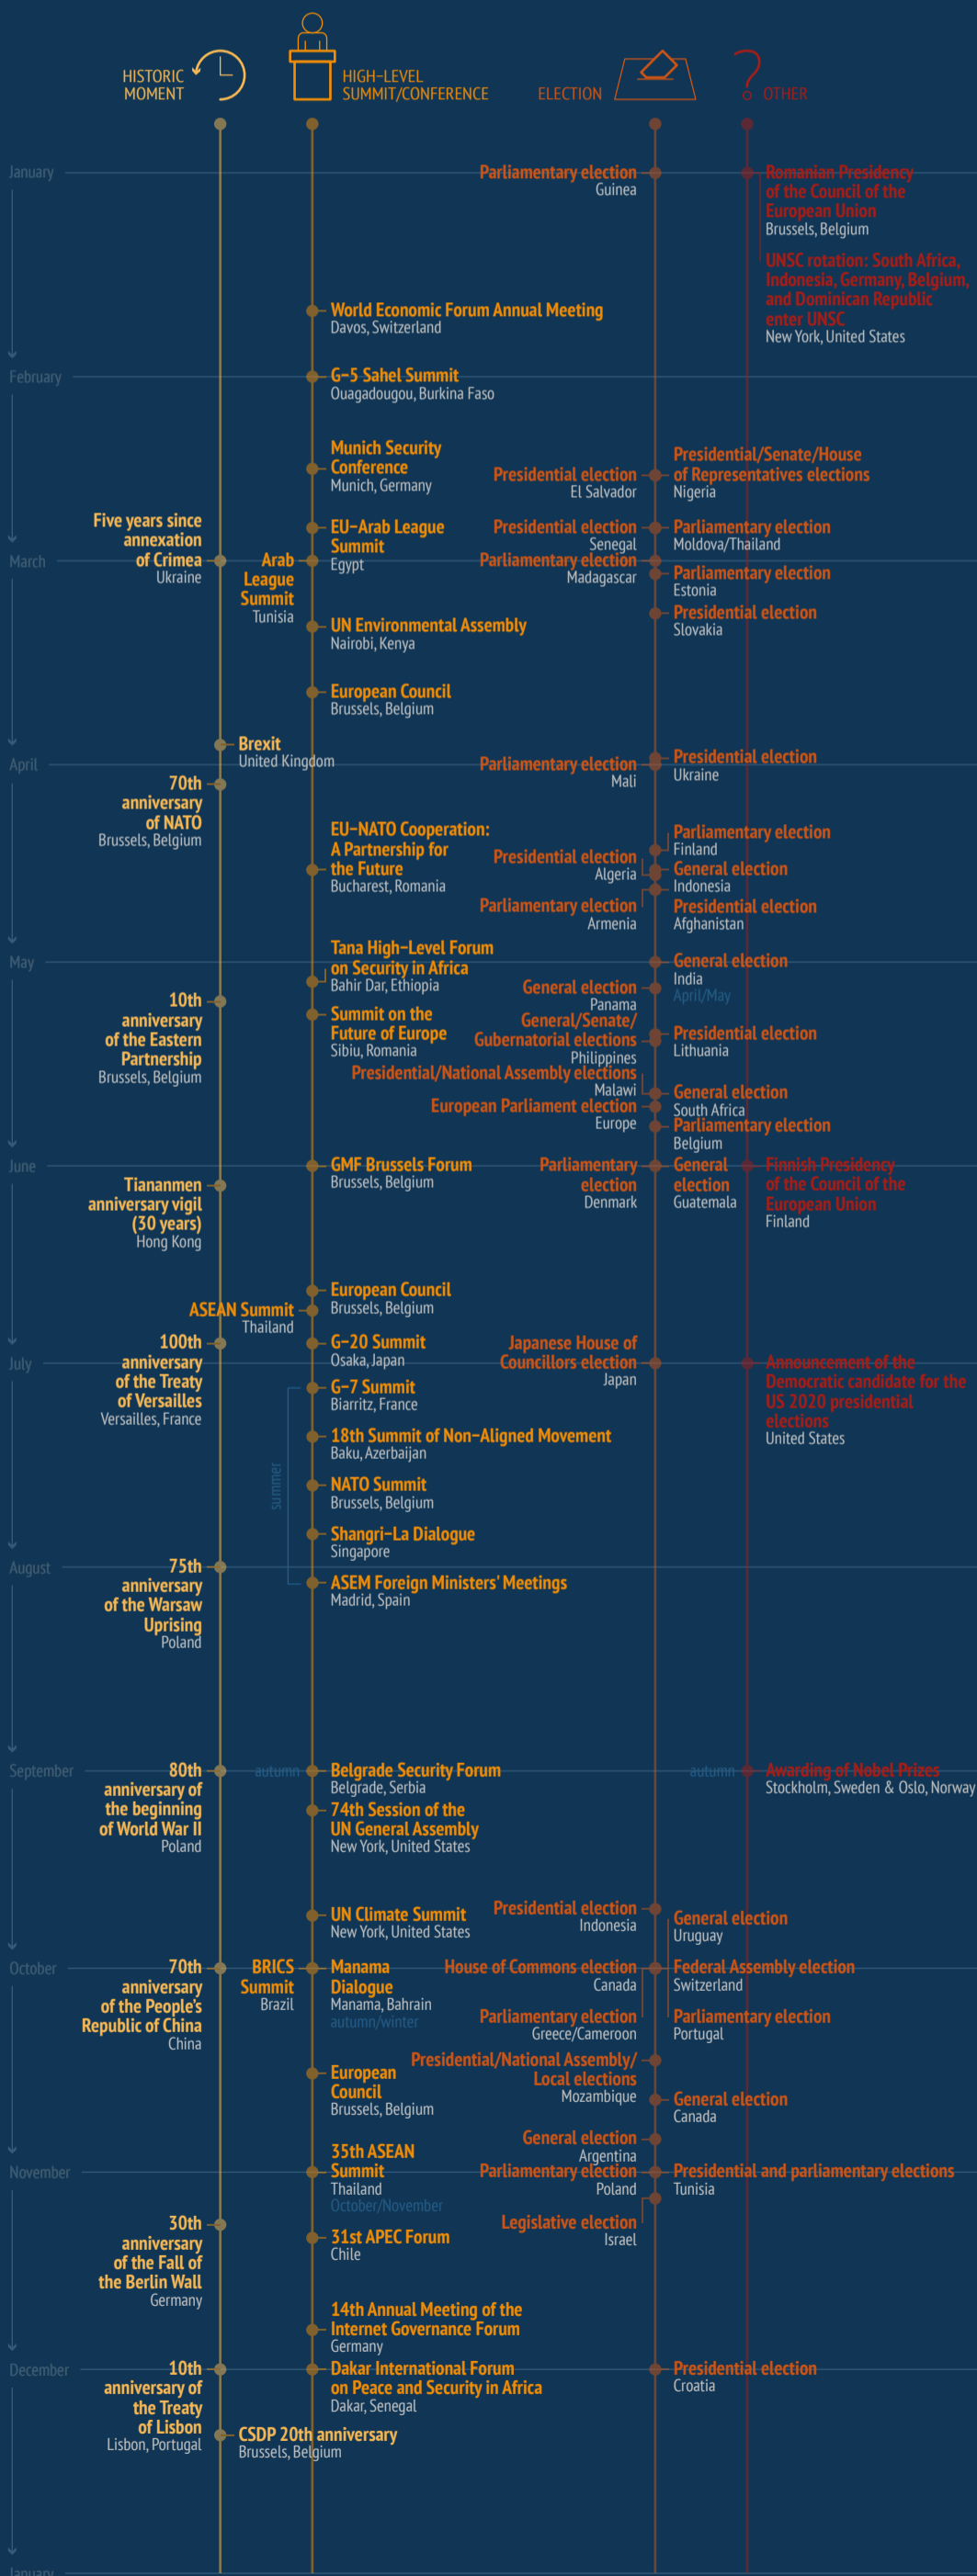 HISTORIC
MOMENT
HIGH-LEVEL
SUMMIT/CONFERENCE
ELECTION
OTHER
January
Parliamentary election
Guinea
Romanian Presidency
of the Council of the
European Union
Brussels, Belgium
UNSC rotation: South Africa,
Indonesia, Germany, Belgium,
and Dominican Republic
enter UNSC
New York, United States
World Economic Forum Annual Meeting
Davos, Switzerland
February
G-5 Sahel Summit
Ouagadougou, Burkina Faso
Munich Security
Conference
Munich, Germany
Presidential election
El Salvador
Presidential/Senate/House
of Representatives elections
Nigeria
Five years since
annexation
of Crimea
Ukraine
EU-Arab League
Summit
Egypt
Presidential election
Senegal
Parliamentary election
Moldova/Thailand
March
Arab
League
Summit
Tunisia
Parliamentary election
Madagascar
Parliamentary election
Estonia
Presidential election
Slovakia
UN Environmental Assembly
Nairobi, Kenya
European Council
Brussels, Belgium
Brexit
United Kingdom
April
Parliamentary election
Mali
Presidential election
Ukraine
70th
anniversary
of NATO
Brussels, Belgium
EU-NATO Cooperation:
A Partnership for
the Future
Bucharest, Romania
Presidential election
Algeria
Parliamentary election
Finland
General election
Indonesia
Parliamentary election
Armenia
Presidential election
Afghanistan
Tana High-Level Forum
on Security in Africa
Bahir Dar, Ethiopia
May
General election
India
April/May
General election
Panama
10th
anniversary
of the Eastern
Partnership
Brussels, Belgium
Summit on the
Future of Europe
Sibiu, Romania
General/Senate/
Gubernatorial elections
Philippines
Presidential election
Lithuania
Presidential/National Assembly elections
Malawi
General election
South Africa
European Parliament election
Europe
Parliamentary election
Belgium
June
GMF Brussels Forum
Brussels, Belgium
Parliamentary
election
Denmark
General
election
Guatemala
Finnish Presidency
of the Council of the
European Union
Finland
Tiananmen
anniversary vigil
(30 years)
Hong Kong
European Council
Brussels, Belgium
ASEAN Summit
Thailand
100th
anniversary
of the Treaty
of Versailles
Versailles, France
G-20 Summit
Osaka, Japan
Japanese House of
Councillors election
Japan
July
Announcement of the
Democratic candidate for the
US 2020 presidential
elections
United States
summer
G-7 Summit
Biarritz, France
18th Summit of Non-Aligned Movement
Baku, Azerbaijan
NATO Summit
Brussels, Belgium
Shangri-La Dialogue
Singapore
ASEM Foreign Ministers' Meetings
Madrid, Spain
August
75th
anniversary
of the Warsaw
Uprising
Poland
September
80th
anniversary of
the beginning
of World War II
Poland
autumn
Belgrade Security Forum
Belgrade, Serbia
autumn
Awarding of Nobel Prizes
Stockholm, Sweden & Oslo, Norway
74th Session of the
UN General Assembly
New York, United States
UN Climate Summit
New York, United States
Presidential election
Indonesia
General election
Uruguay
October
70th
anniversary
of the People's
Republic of China
China
BRICS
Summit
Brazil
Manama
Dialogue
Manama, Bahrain
autumn/winter
House of Commons election
Canada
Federal Assembly election
Switzerland
Parliamentary election
Greece/Cameroon
Parliamentary election
Portugal
European
Council
Brussels, Belgium
Presidential/National Assembly/
Local elections
Mozambique
General election
Canada
General election
Argentina
November
35th ASEAN
Summit
Thailand
October/November
Parliamentary election
Poland
Presidential and parliamentary elections
Tunisia
Legislative election
Israel
30th
anniversary
of the Fall of
the Berlin Wall
Germany
31st APEC Forum
Chile
14th Annual Meeting of the
Internet Governance Forum
Germany
December
10th
anniversary of
the Treaty
of Lisbon
Lisbon, Portugal
Dakar International Forum
on Peace and Security in Africa
Dakar, Senegal
Presidential election
Croatia
CSDP 20th anniversary
Brussels, Belgium
January